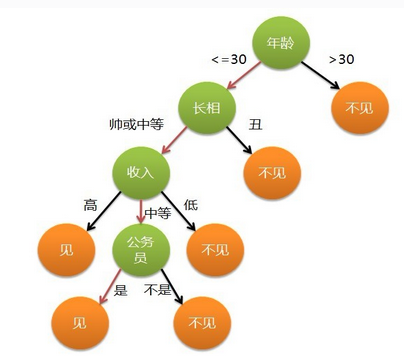 年龄
<=30
>30
长相
不见
帅或中等
丑
收入
不见
高
中等
低
见
公务
员
不见
是
不是
见
不见